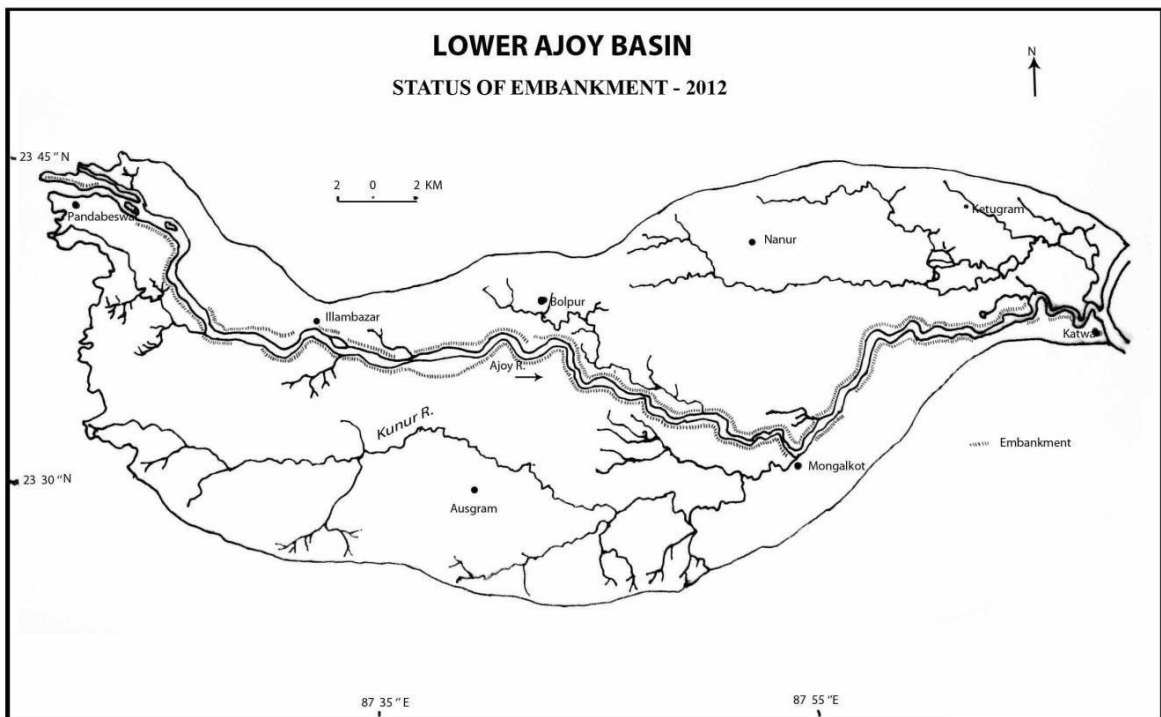 LOWER AJOY BASIN
STATUS OF EMBANKMENT - 2012
N
23 45 " N
2 0 2 KM
Pandabeswar
Ketugram
Nanur
Bolpur
Illambazar
Katwa
Ajoy R.
Kunur R.
Embankment
Mongalkot
23 30 "N
Ausgram
87 35 " E
87 55 " E